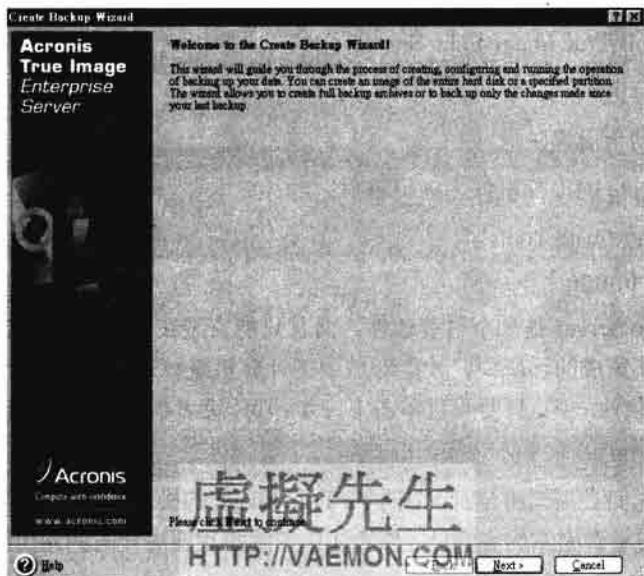 Create Backup Wizard
Acronis
True Image
Enterprise
Server
Welcome to the Create Backup Wizard!
This wizard will guide you through the process of creating, configuring and running the operation
of backing up your data. You can create an image of the entire hard disk or a specified partition.
The wizard allows you to create full backup archives or to back up only the changes made since
your last backup.
Acronis
Compute with confidence
www.acronis.com
虛擬先生
Please click Next to continue.
HTTP://VAEMON.COM
Help
< Back
Next >
Cancel